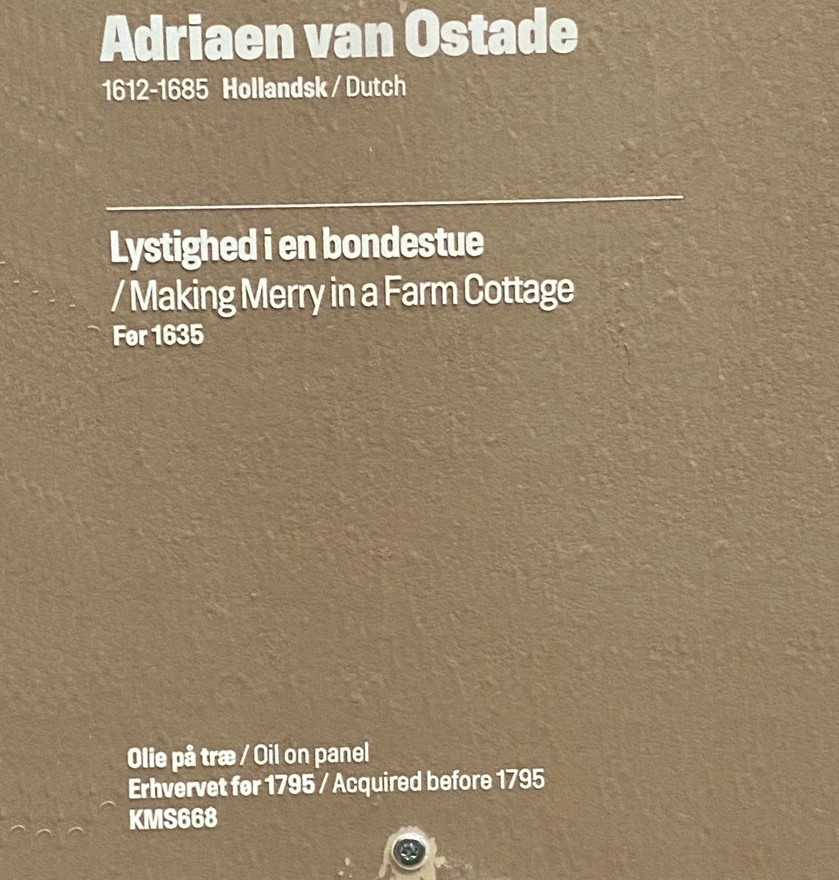 Adriaen van Ostade
1612-1685 Hollandsk / Dutch
Lystighed i en bondestue
/ Making Merry in a Farm Cottage
Før 1635
Olie på træ / Oil on panel
Erhvervet før 1795 / Acquired before 1795
KMS668